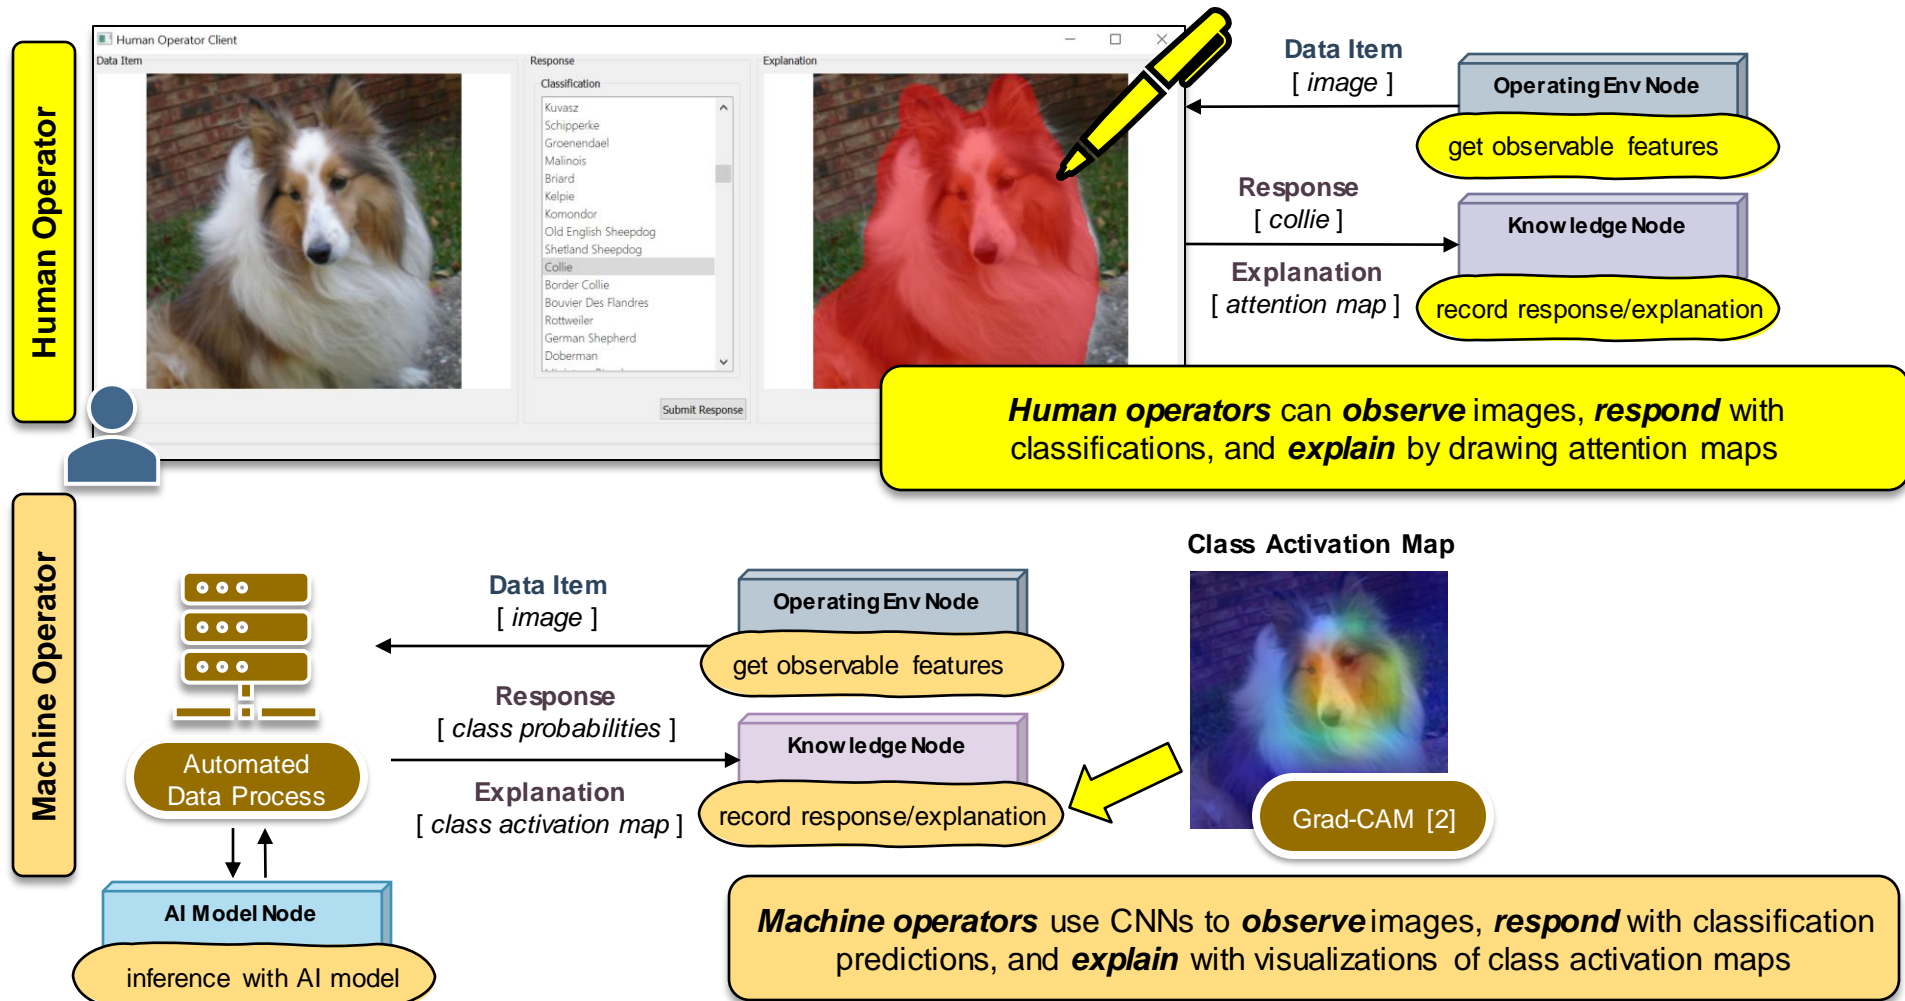 Human Operator
Human Operator Client
Data Item
Response
Classification
Kuvasz
Schipperke
Groenendael
Malinois
Briard
Kelpie
Komondor
Old English Sheepdog
Shetland Sheepdog
Collie
Border Collie
Bouvier Des Flandres
Rottweiler
German Shepherd
Doberman
Submit Response
Explanation
Data Item
[ image ]
Operating Env Node
get observable features
Response
[ collie ]
Explanation
[ attention map ]
Knowledge Node
record response/explanation
Human operators can observe images, respond with
classifications, and explain by drawing attention maps
Machine Operator
Automated
Data Process
AI Model Node
inference with AI model
Data Item
[ image ]
Operating Env Node
get observable features
Response
[ class probabilities ]
Explanation
[ class activation map ]
Knowledge Node
record response/explanation
Class Activation Map
Grad-CAM [2]
Machine operators use CNNs to observe images, respond with classification
predictions, and explain with visualizations of class activation maps